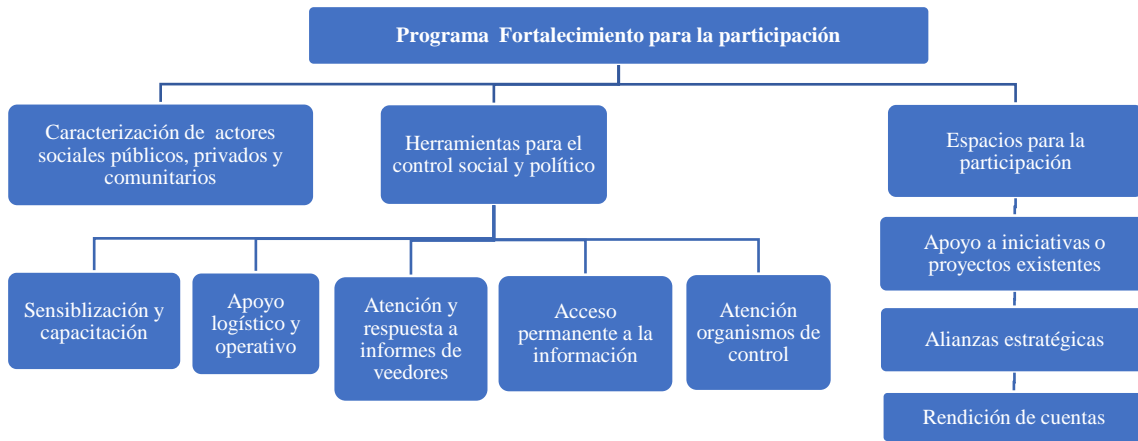 Programa Fortalecimiento para la participación
Caracterización de actores
sociales públicos, privados y
comunitarios
Herramientas para el
control social y político
Espacios para la
participación
Sensiblización y
capacitación
Apoyo
logístico y
operativo
Atención y
respuesta a
informes de
veedores
Acceso
permanente a la
información
Atención
organismos de
control
Apoyo a iniciativas o
proyectos existentes
Alianzas estratégicas
Rendición de cuentas